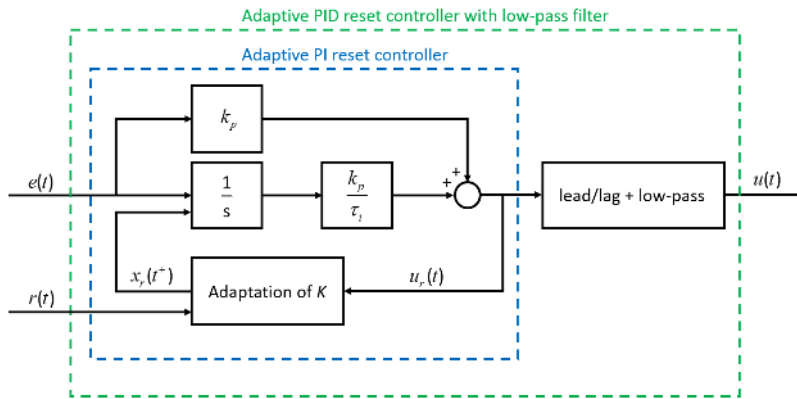 Adaptive PID reset controller with low-pass filter
Adaptive PI reset controller
k_p
e(t)
1
s
k_p
τ_i
+
+
lead/lag + low-pass
u(t)
x_r(t⁺)
Adaptation of K
u_r(t)
r(t)